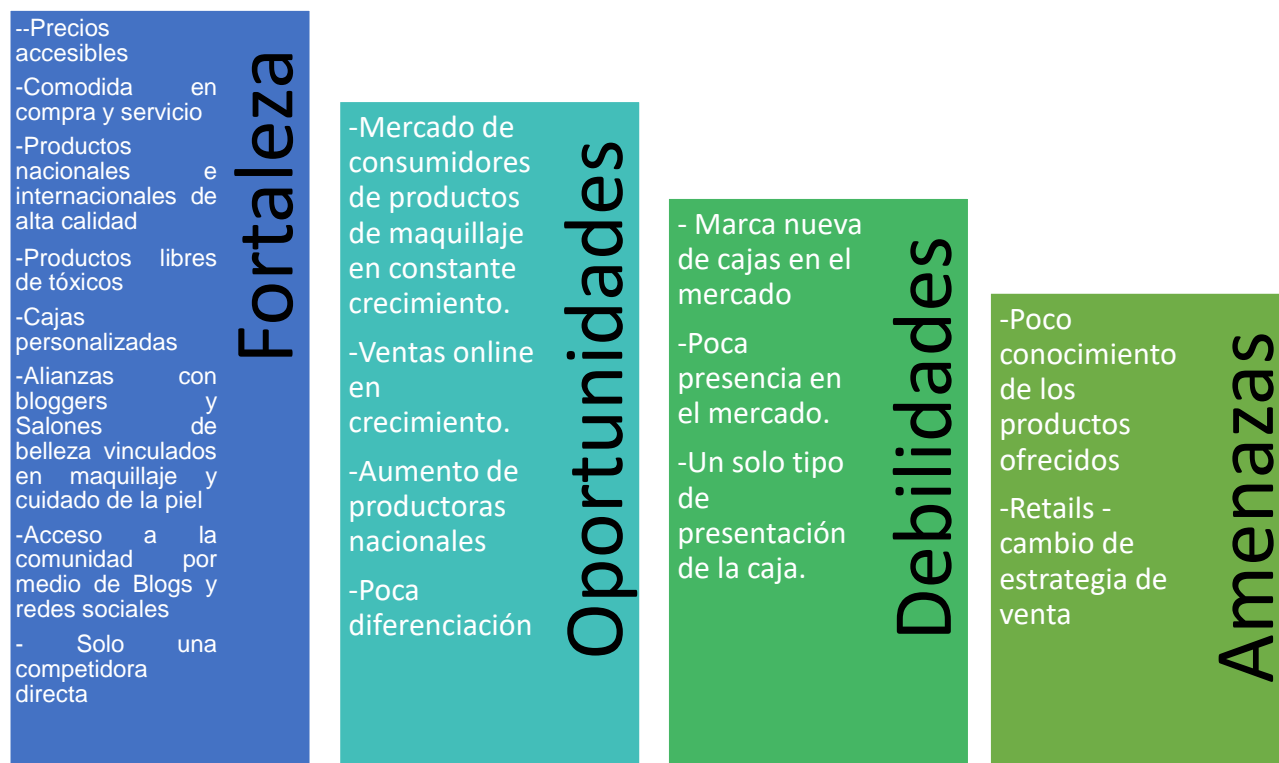 --Precios
accesibles
-Comodida en
compra y servicio
-Productos
nacionales e
internacionales de
alta calidad
-Productos libres
de tóxicos
-Cajas
personalizadas
-Alianzas con
bloggers y
Salones de
belleza vinculados
en maquillaje y
cuidado de la piel
-Acceso a la
comunidad por
medio de Blogs y
redes sociales
- Solo una
competidora
directa
Fortaleza
-Mercado de
consumidores
de productos
de maquillaje
en constante
crecimiento.
-Ventas online
en
crecimiento.
-Aumento de
productoras
nacionales
-Poca
diferenciación
Oportunidades
- Marca nueva
de cajas en el
mercado
-Poca
presencia en
el mercado.
-Un solo tipo
de
presentación
de la caja.
Debilidades
-Poco
conocimiento
de los
productos
ofrecidos
-Retails -
cambio de
estrategia de
venta
Amenazas